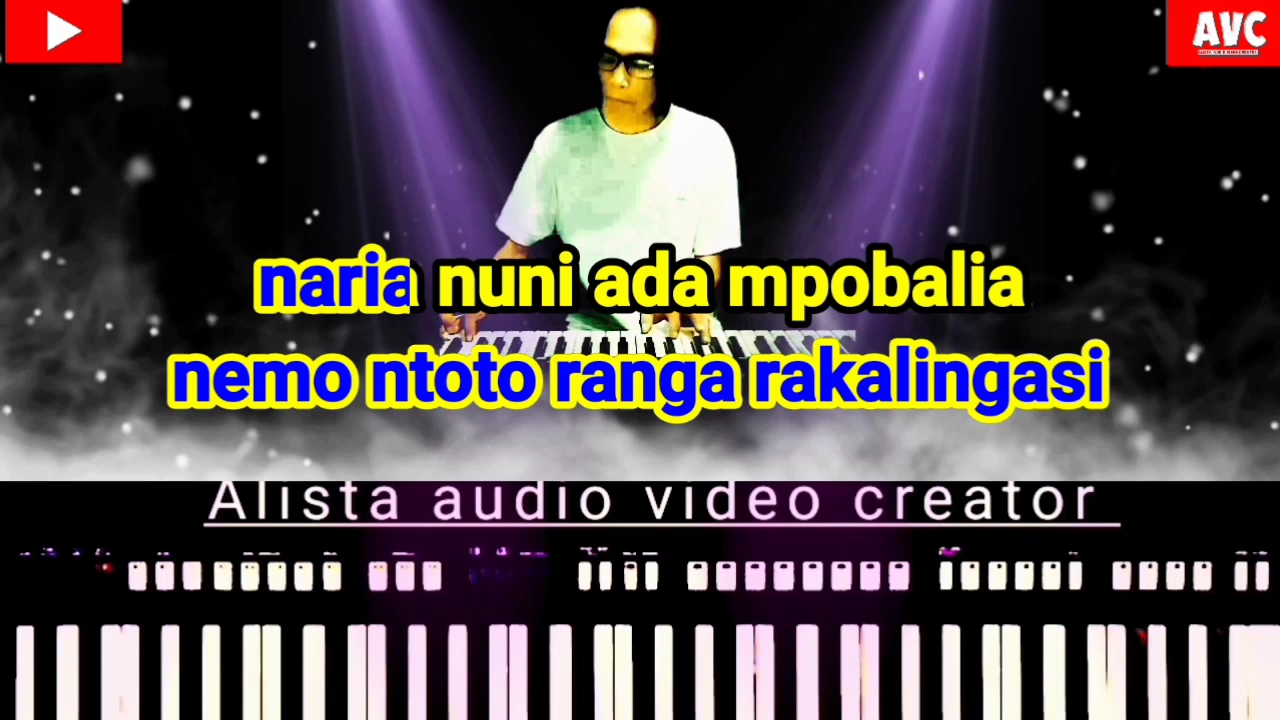 AVC
naria nuni ada mpobalia
nemo ntoto ranga rakalingasi
Alista audio video creator